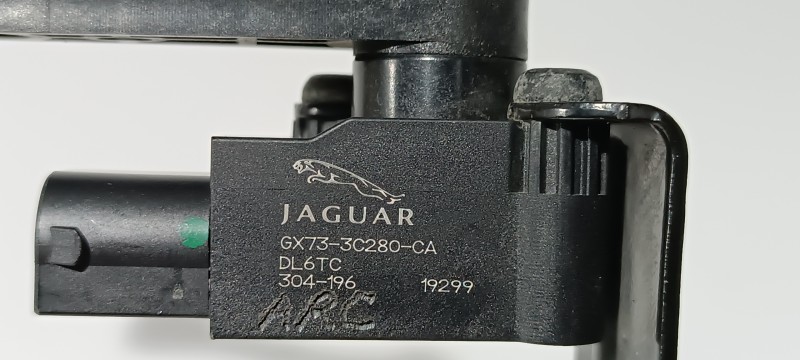 JAGUAR
GX73-3C280-CA
DL6TC
304-196 19299
ARC